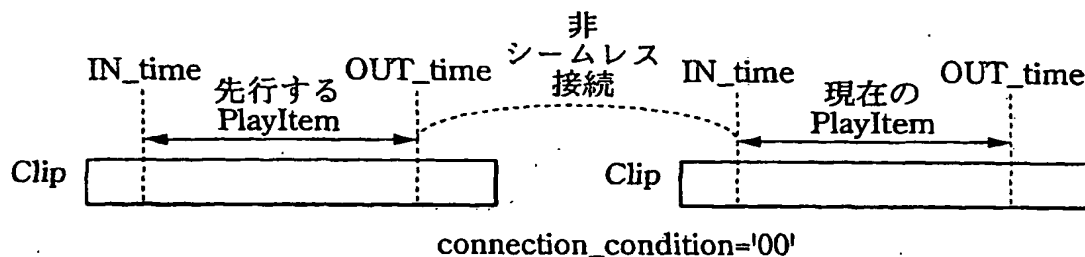 非
シームレス
接続
IN_time
OUT_time
IN_time
OUT_time
先行する
PlayItem
現在の
PlayItem
Clip
Clip
connection_condition='00'